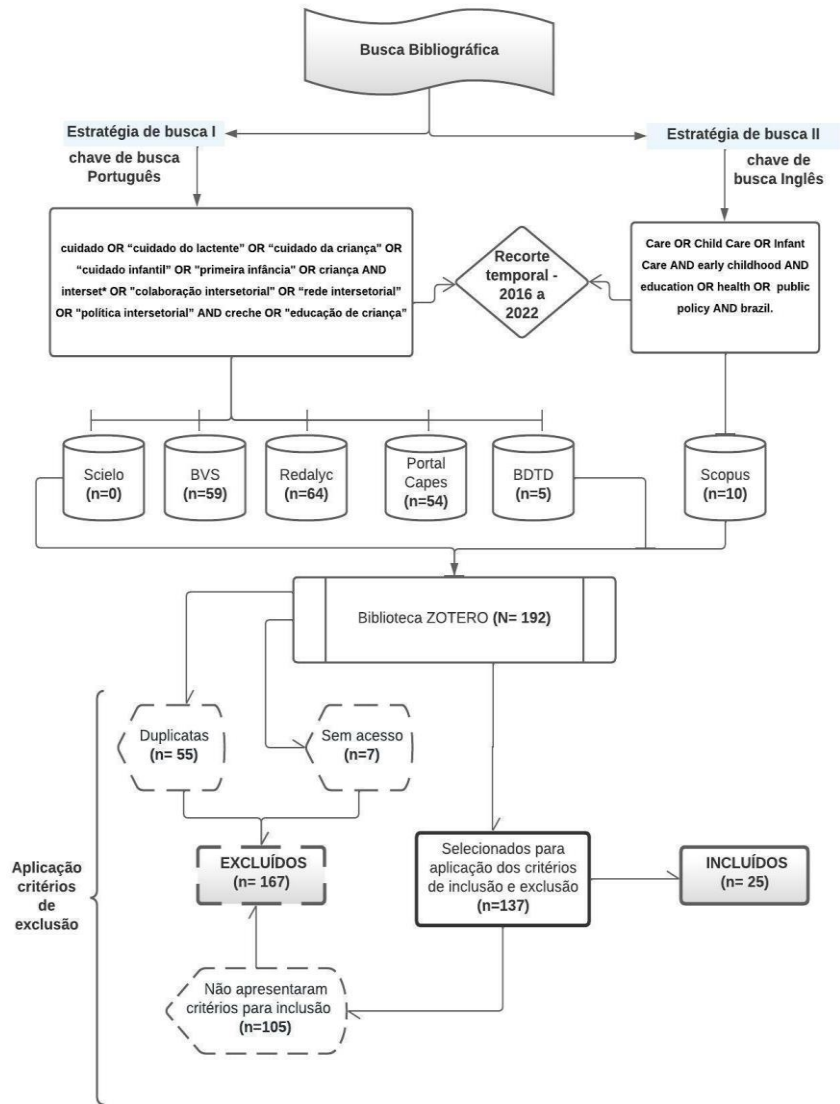 Busca Bibliográfica
Estratégia de busca I
chave de busca
Português
Estratégia de busca II
chave de
busca Inglês
cuidado OR “cuidado do lactente” OR “cuidado da criança” OR
“cuidado infantil” OR "primeira infância" OR criança AND
interset* OR "colaboração intersetorial" OR “rede intersetorial”
OR "política intersetorial" AND creche OR "educação de criança”
Recorte
temporal -
2016 a
2022
Care OR Child Care OR Infant
Care AND early childhood AND
education OR health OR public
policy AND brazil.
Scielo
(n=0)
BVS
(n=59)
Redalyc
(n=64)
Portal
Capes
(n=54)
BDTD
(n=5)
Scopus
(n=10)
Biblioteca ZOTERO (N= 192)
Duplicatas
(n= 55)
Sem acesso
(n=7)
Aplicação
critérios
de
exclusão
EXCLUÍDOS
(n= 167)
Selecionados para
aplicação dos critérios
de inclusão e exclusão
(n=137)
INCLUÍDOS
(n= 25)
Não apresentaram
critérios para inclusão
(n=105)